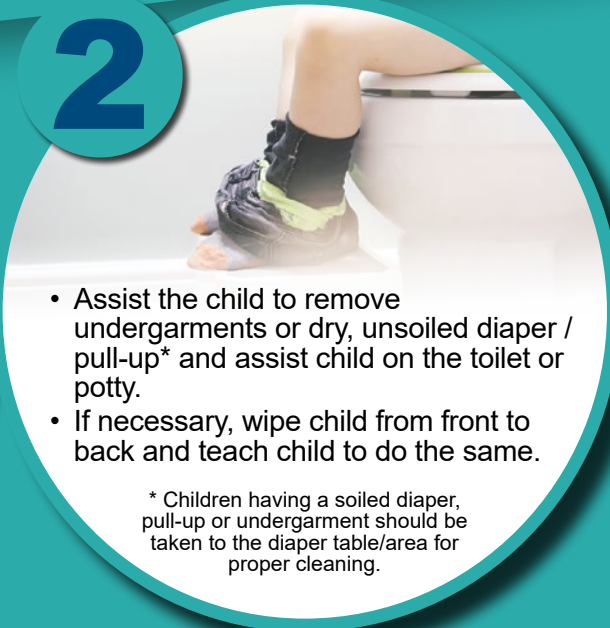 2
• Assist the child to remove
undergarments or dry, unsoiled diaper /
pull-up* and assist child on the toilet or
potty.
• If necessary, wipe child from front to
back and teach child to do the same.
* Children having a soiled diaper,
pull-up or undergarment should be
taken to the diaper table/area for
proper cleaning.